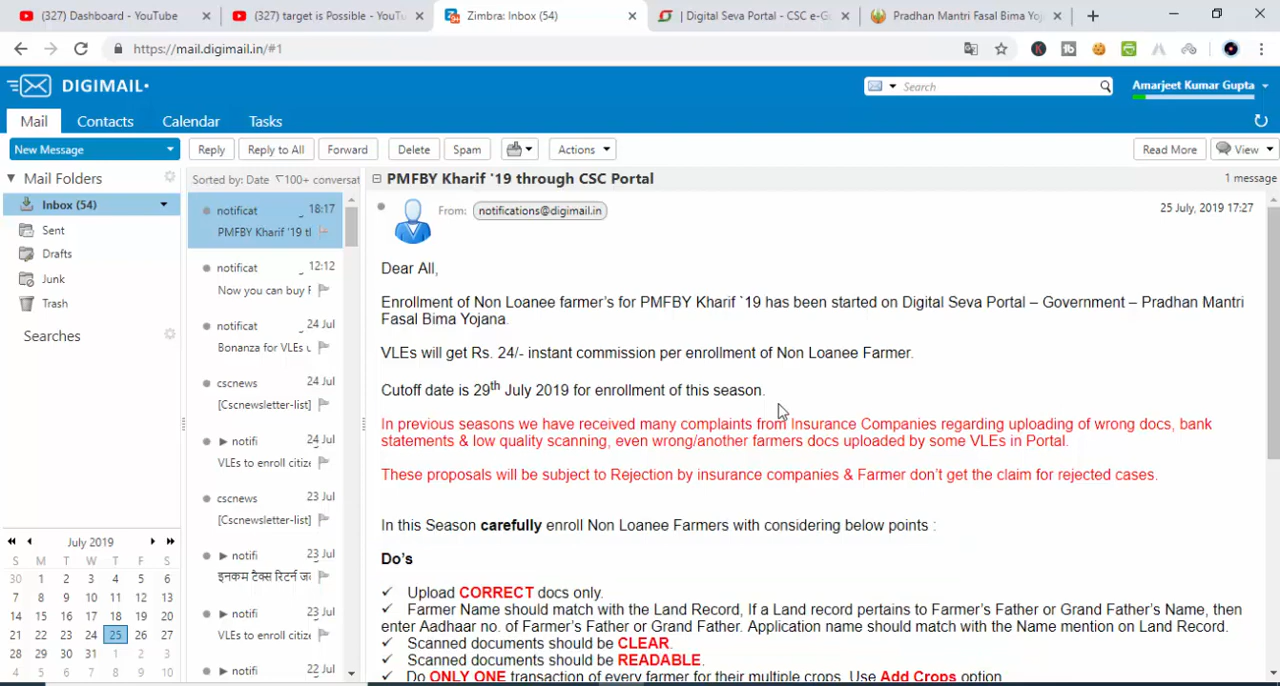 (327) Dashboard - YouTube
(327) target is Possible - YouTu
Zimbra: Inbox (54)
| Digital Seva Portal - CSC e-G
Pradhan Mantri Fasal Bima Yoj
https://mail.digimail.in/#1
DIGIMAIL
Search
Amarjeet Kumar Gupta
Mail
Contacts
Calendar
Tasks
New Message
Reply
Reply to All
Forward
Delete
Spam
Actions
Read More
View
Mail Folders
Inbox (54)
Sent
Drafts
Junk
Trash
Searches
Sorted by: Date
100+ conversat
notificat
18:17
PMFBY Kharif '19 tl
notificat
12:12
Now you can buy F
notificat
24 Jul
Bonanza for VLEs u
cscnews
24 Jul
[Cscnewsletter-list]
notifi
24 Jul
VLEs to enroll citize
cscnews
23 Jul
[Cscnewsletter-list]
notifi
23 Jul
इनकम टैक्स रिटर्न जा
notifi
23 Jul
VLEs to enroll citize
notifi
22 Jul
PMFBY Kharif `19 through CSC Portal
1 message
From: notifications@digimail.in
25 July, 2019 17:27
Dear All,
Enrollment of Non Loanee farmer's for PMFBY Kharif `19 has been started on Digital Seva Portal – Government – Pradhan Mantri
Fasal Bima Yojana.
VLEs will get Rs. 24/- instant commission per enrollment of Non Loanee Farmer.
Cutoff date is 29th July 2019 for enrollment of this season.
In previous seasons we have received many complaints from Insurance Companies regarding uploading of wrong docs, bank
statements & low quality scanning, even wrong/another farmers docs uploaded by some VLEs in Portal.
These proposals will be subject to Rejection by insurance companies & Farmer don't get the claim for rejected cases.
In this Season carefully enroll Non Loanee Farmers with considering below points :
Do's
✓ Upload CORRECT docs only.
✓ Farmer Name should match with the Land Record, If a Land record pertains to Farmer's Father or Grand Father's Name, then
enter Aadhaar no. of Farmer's Father or Grand Father. Application name should match with the Name mention on Land Record.
✓ Scanned documents should be CLEAR.
✓ Scanned documents should be READABLE.
✓ Do ONLY ONE transaction of every farmer for their multiple crops. Use Add Crops option
July 2019
S M T W T F S
30 1 2 3 4 5 6
7 8 9 10 11 12 13
14 15 16 17 18 19 20
21 22 23 24 25 26 27
28 29 30 31 1 2 3
4 5 6 7 8 9 10